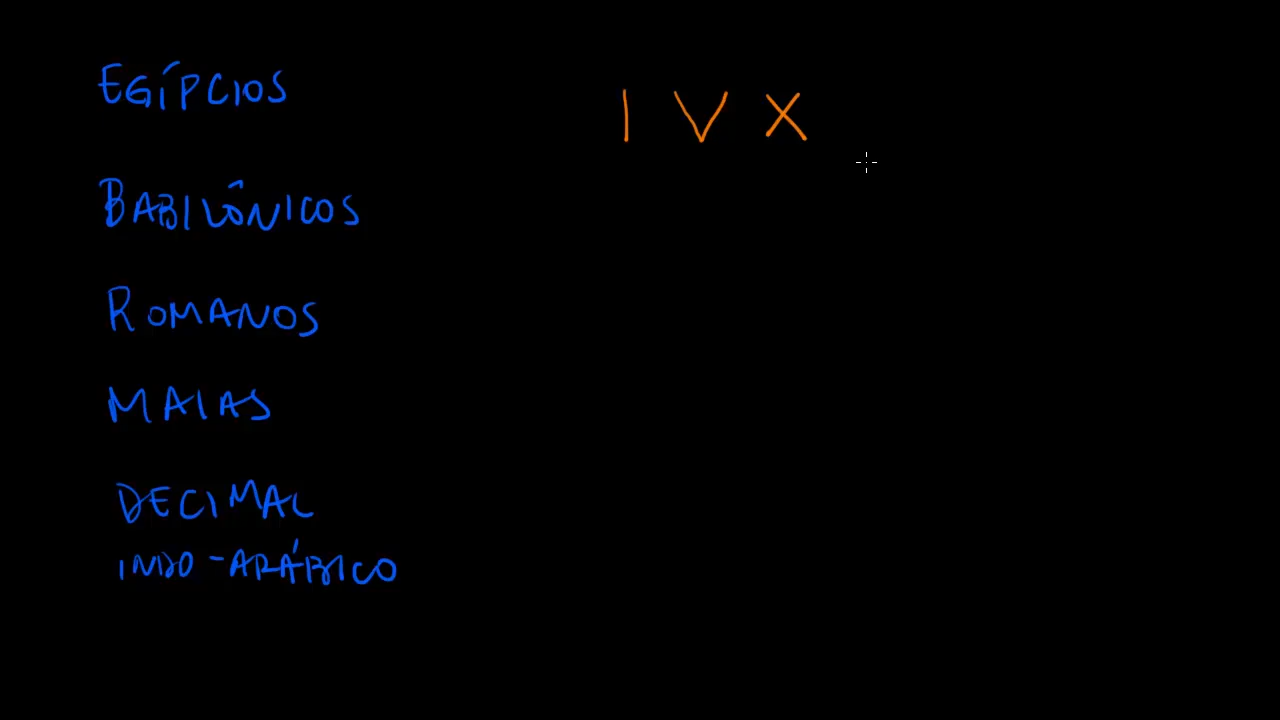 EGÍPCIOS
I V X
BABILÔNICOS
ROMANOS
MAIAS
DECIMAL
INDO-ARÁBICO